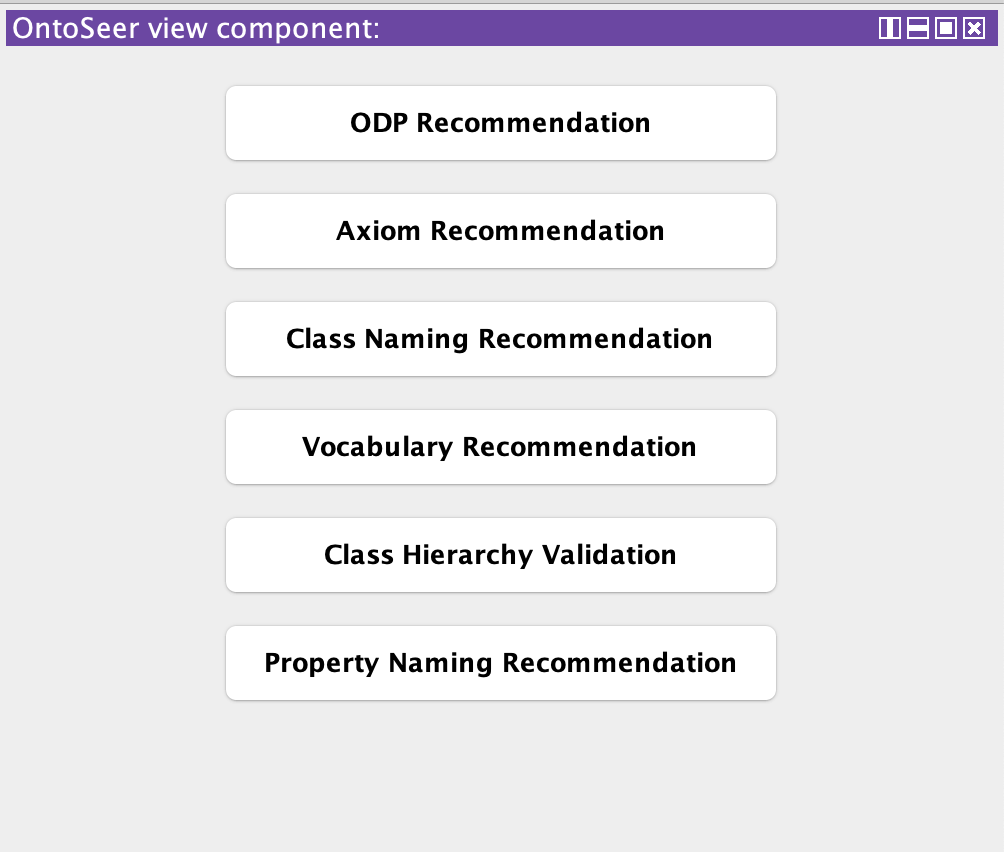 OntoSeer view component:
ODP Recommendation
Axiom Recommendation
Class Naming Recommendation
Vocabulary Recommendation
Class Hierarchy Validation
Property Naming Recommendation